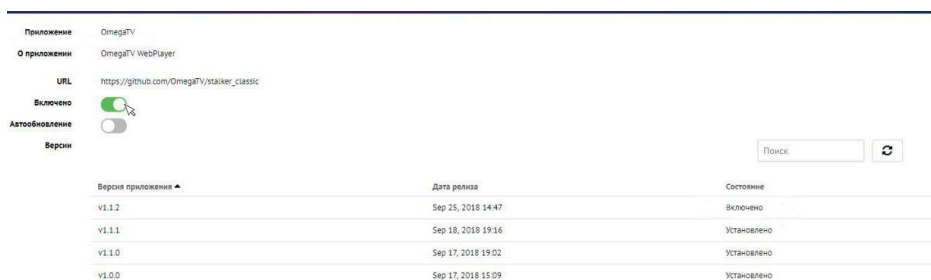 Приложение OmegaTV
О приложении OmegaTV WebPlayer
URL https://github.com/OmegaTV/stalker_classic
Включено
Автообновление
Версии
Поиск
Версия приложения Дата релиза Состояние
v1.1.2 Sep 25, 2018 14:47 Включено
v1.1.1 Sep 18, 2018 19:16 Установлено
v1.1.0 Sep 17, 2018 19:02 Установлено
v1.0.0 Sep 17, 2018 15:09 Установлено